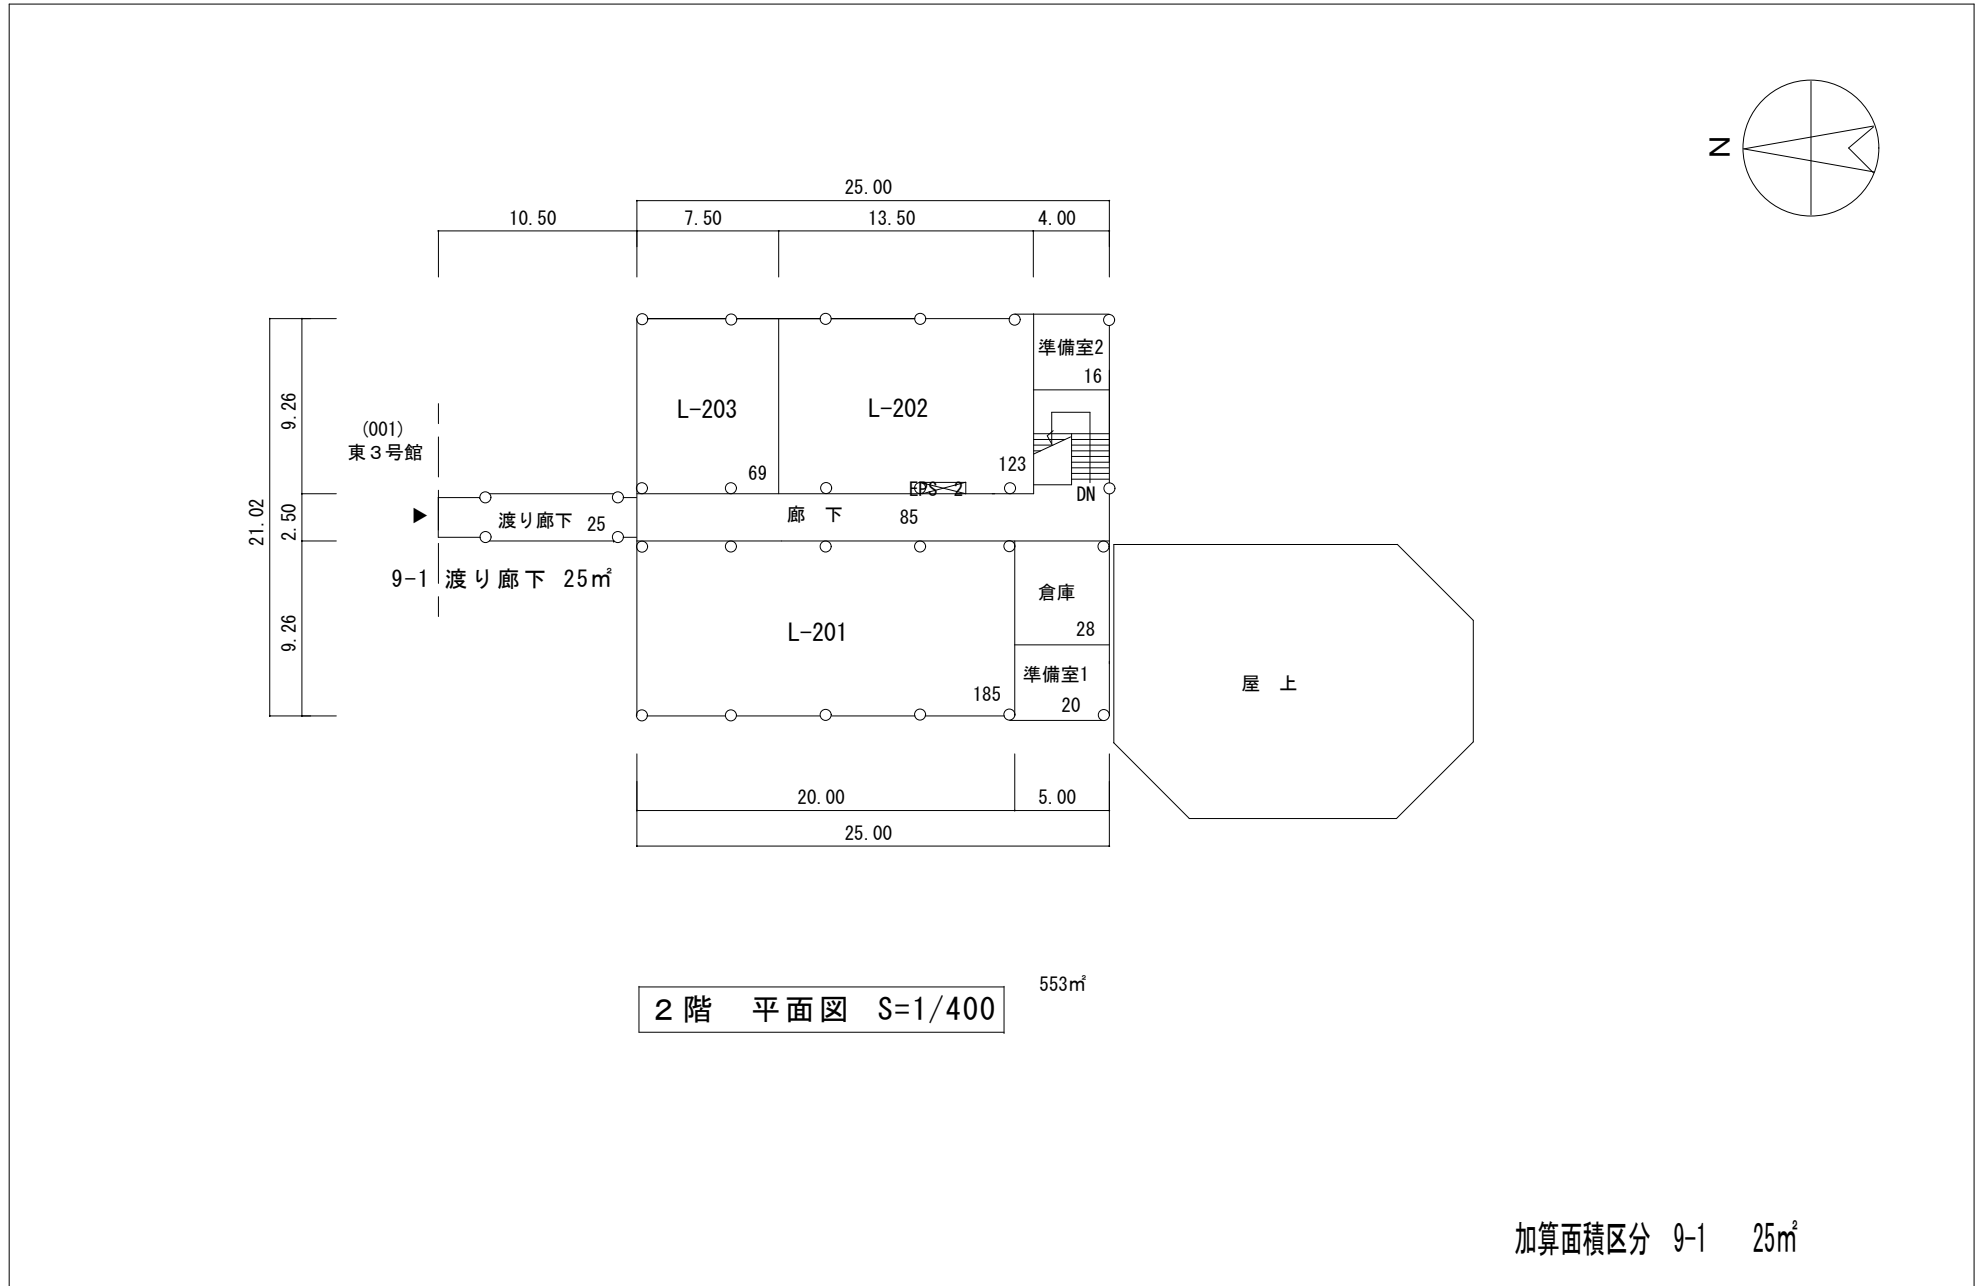 N
25.00
10.50 7.50 13.50 4.00
準備室2
16
9.26
L-203
L-202
(001)
東3号館
69
123
EPS 2
DN
21.02
2.50
渡り廊下 25
廊 下 85
9-1 渡り廊下 25㎡
倉庫
28
9.26
L-201
準備室1
20
185
屋 上
20.00 5.00
25.00
553㎡
2階 平面図 S=1/400
加算面積区分 9-1 25㎡